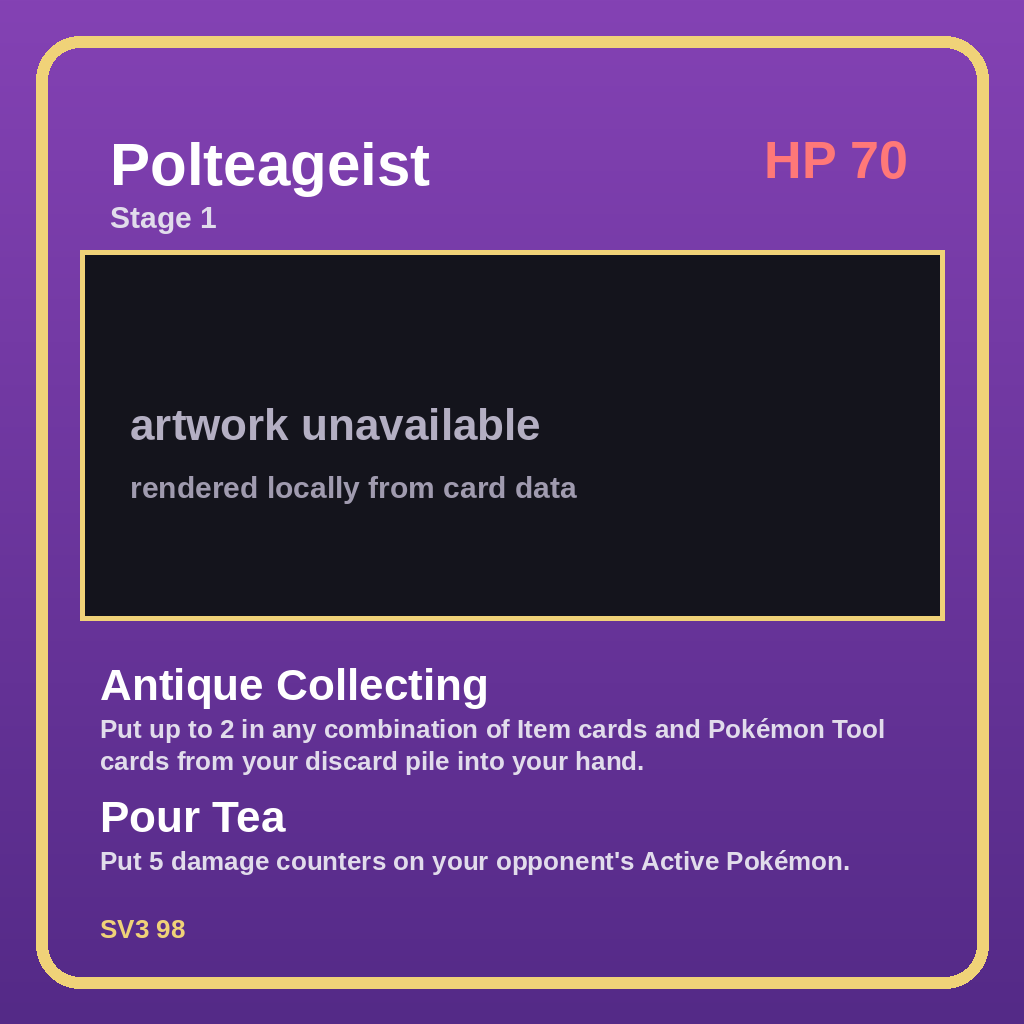 Polteageist
HP 70
Stage 1
artwork unavailable
rendered locally from card data
Antique Collecting
Put up to 2 in any combination of Item cards and Pokémon Tool
cards from your discard pile into your hand.
Pour Tea
Put 5 damage counters on your opponent's Active Pokémon.
SV3 98